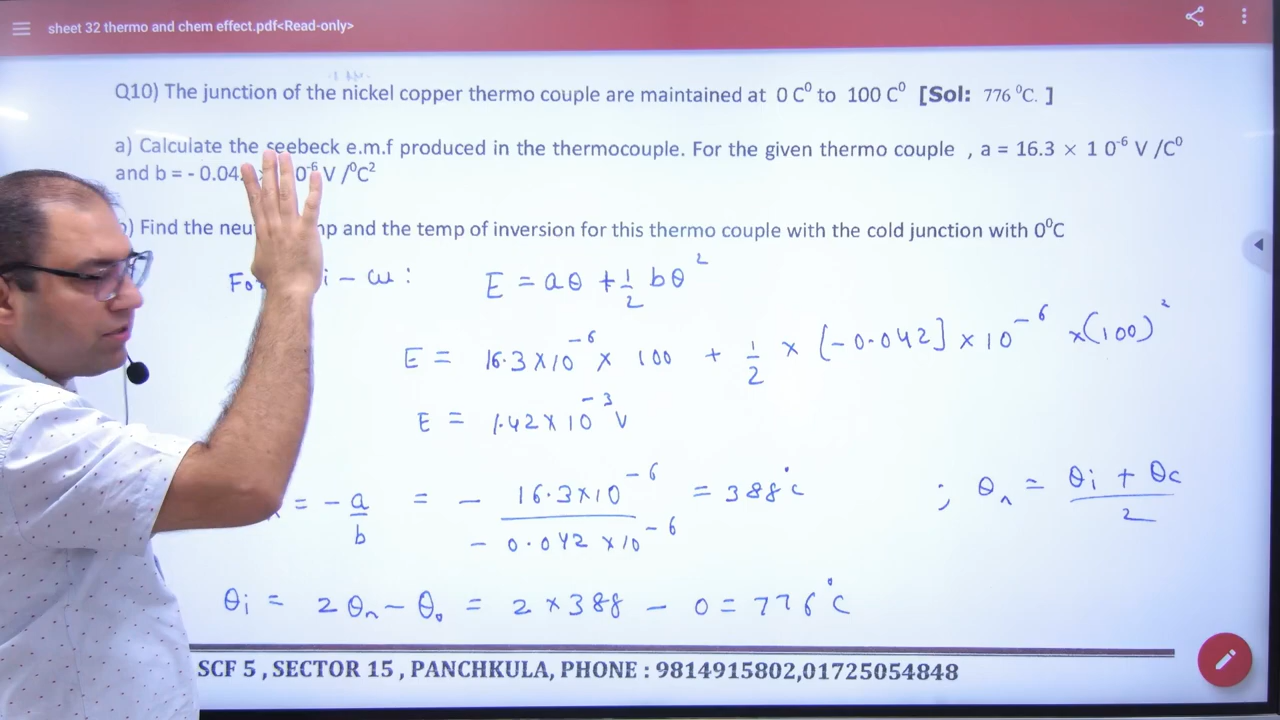 sheet 32 thermo and chem effect.pdf<Read-only>
Q10) The junction of the nickel copper thermo couple are maintained at 0 C⁰ to 100 C⁰ [Sol: 776 ⁰C. ]
a) Calculate the seebeck e.m.f produced in the thermocouple. For the given thermo couple , a = 16.3 × 1 0⁻⁶ V /C⁰
and b = - 0.04 0⁻⁶ V /⁰C²
) Find the and the temp of inversion for this thermo couple with the cold junction with 0⁰C
i - cu : E = aθ + 1/2 bθ²
E = 16.3 × 10⁻⁶ × 100 + 1/2 × (-0.042] × 10⁻⁶ × (100)²
E = 1.42 × 10⁻³ V
= - a/b = - 16.3×10⁻⁶ / - 0.042 × 10⁻⁶ = 388°C ; θₙ = θi + θc / 2
θi = 2θₙ - θ₀ = 2 × 388 - 0 = 776°C
SCF 5 , SECTOR 15 , PANCHKULA, PHONE : 9814915802,01725054848